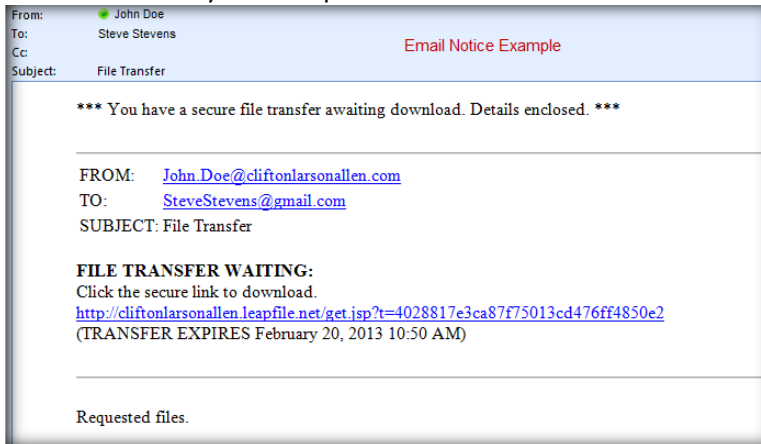 From: John Doe
To: Steve Stevens
Cc:
Email Notice Example
Subject: File Transfer
*** You have a secure file transfer awaiting download. Details enclosed. ***
FROM: John.Doe@cliftonlarsonallen.com
TO: SteveStevens@gmail.com
SUBJECT: File Transfer
FILE TRANSFER WAITING:
Click the secure link to download.
http://cliftonlarsonallen.leapfile.net/get.jsp?t=4028817e3ca87f75013cd476ff4850e2
(TRANSFER EXPIRES February 20, 2013 10:50 AM)
Requested files.